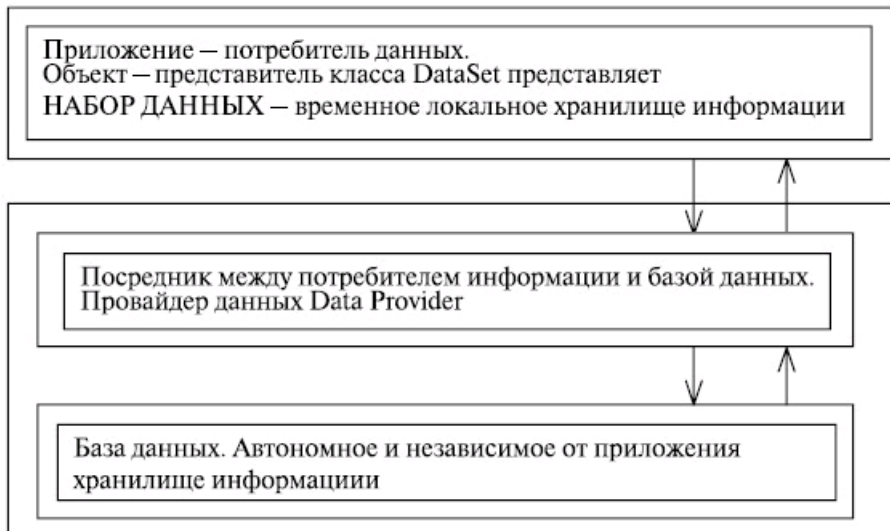 Приложение – потребитель данных.
Объект – представитель класса DataSet представляет
НАБОР ДАННЫХ – временное локальное хранилище информации
Посредник между потребителем информации и базой данных.
Провайдер данных Data Provider
База данных. Автономное и независимое от приложения
хранилище информациии